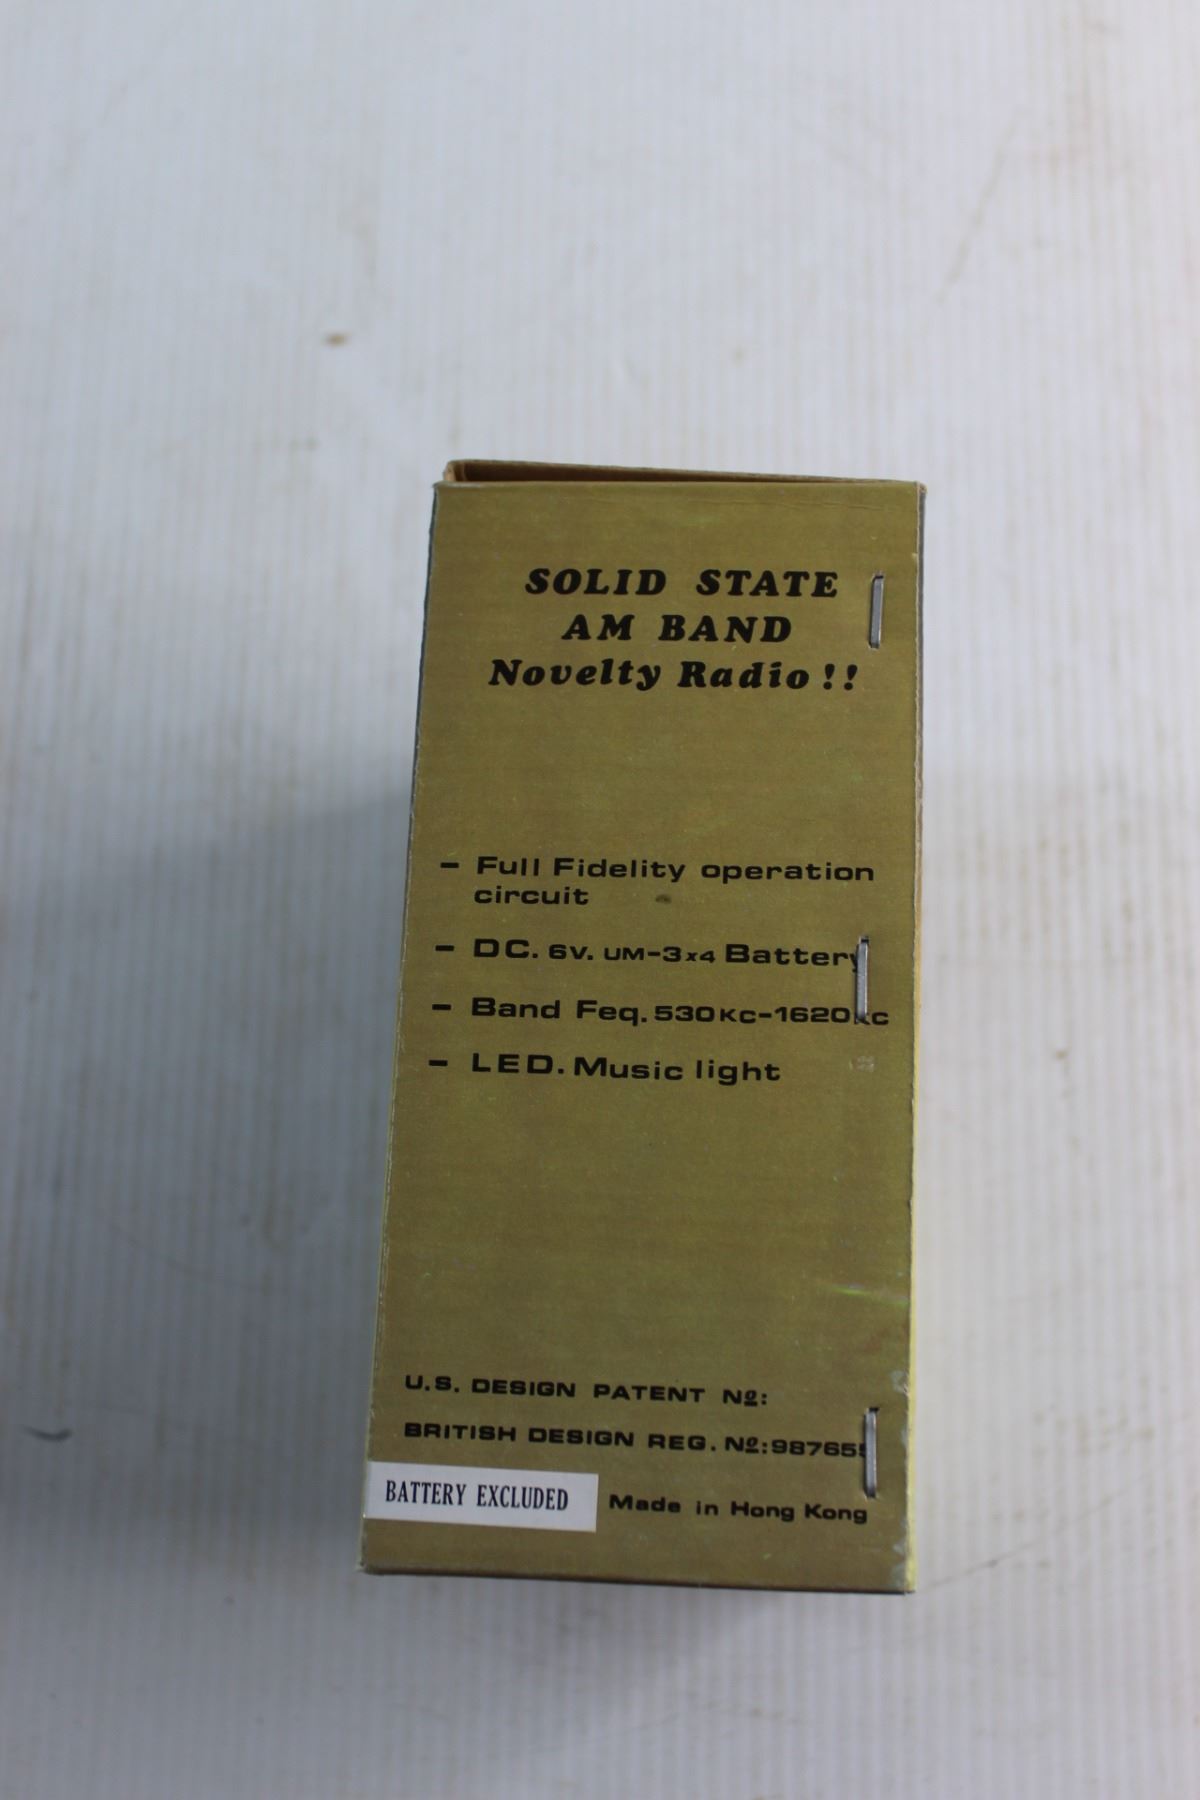 SOLID STATE
AM BAND
Novelty Radio !!
- Full Fidelity operation
circuit
- DC. 6V. UM-3x4 Battery
- Band Feq. 530KC-1620KC
- LED. Music light
U.S. DESIGN PATENT Nº:
BRITISH DESIGN REG. Nº:
BATTERY EXCLUDED Made in Hong Kong